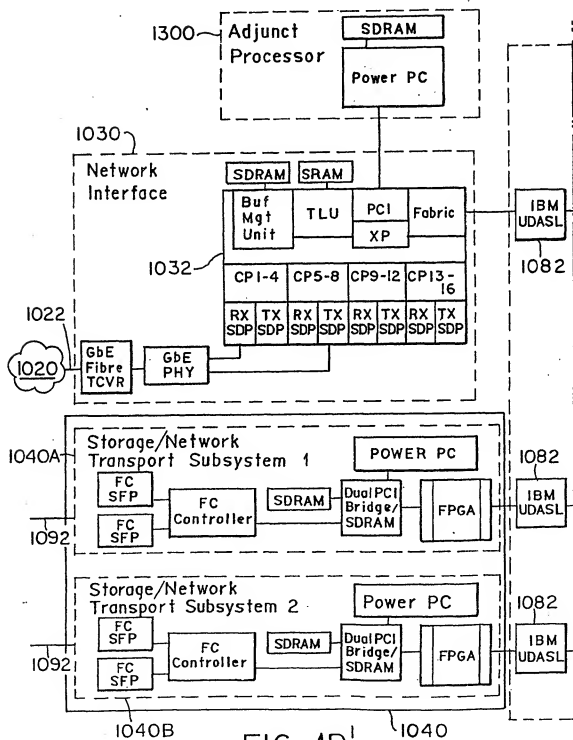 1300
Adjunct
Processor
SDRAM
Power PC
1030
Network
Interface
SDRAM
SRAM
Buf
Mgt
Unit
TLU
PCI
XP
Fabric
IBM
UDASL
1082
1032
CP1-4
CP5-8
CP9-12
CP13-
16
RX
SDP
TX
SDP
RX
SDP
TX
SDP
RX
SDP
TX
SDP
RX
SDP
TX
SDP
1022
1020
GbE
Fibre
TCVR
GbE
PHY
1040A
Storage/Network
Transport Subsystem 1
POWER PC
FC
SFP
FC
SFP
FC
Controller
SDRAM
Dual PCI
Bridge/
SDRAM
FPGA
1082
IBM
UDASL
1092
Storage/Network
Transport Subsystem 2
Power PC
FC
SFP
FC
SFP
FC
Controller
SDRAM
Dual PCI
Bridge/
SDRAM
FPGA
1082
IBM
UDASL
1092
1040B
1040